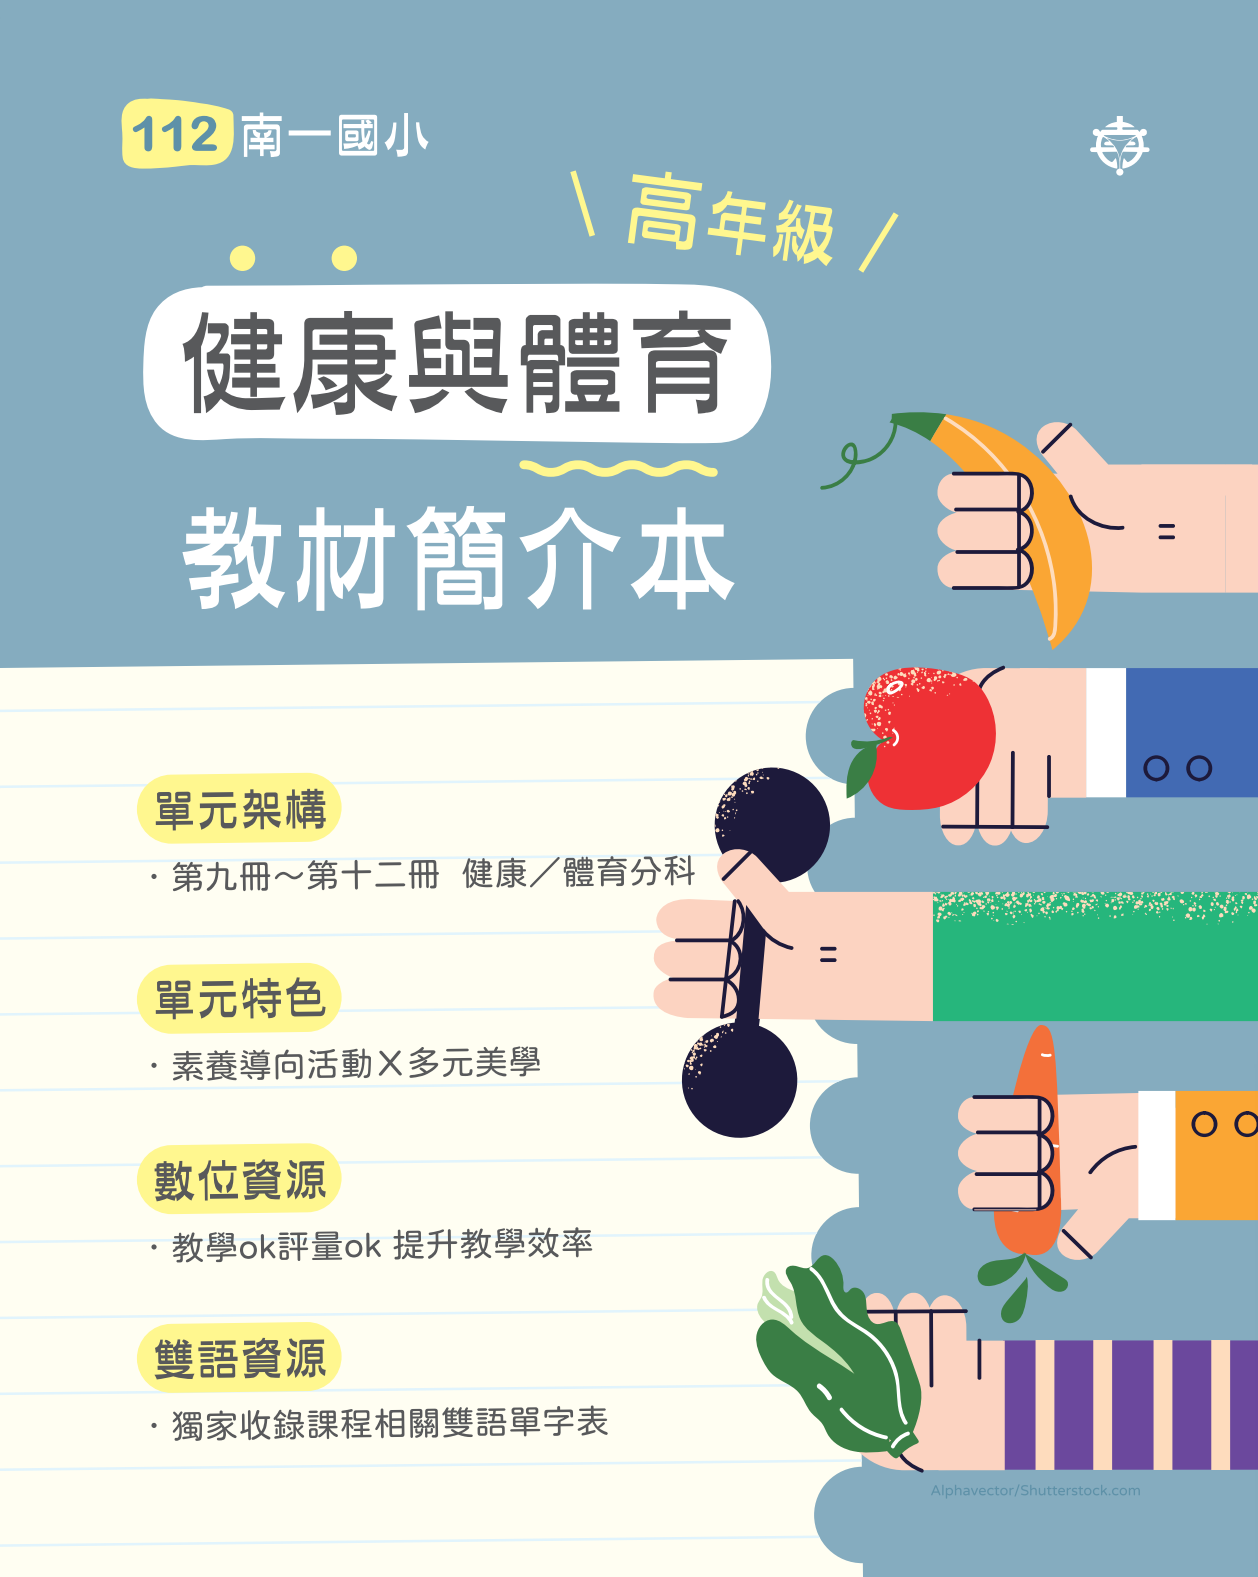 112 南一國小
高年級
健康與體育
教材簡介本
單元架構
・第九冊～第十二冊 健康／體育分科
單元特色
・素養導向活動X多元美學
數位資源
・教學ok評量ok 提升教學效率
雙語資源
・獨家收錄課程相關雙語單字表
Alphavector/Shutterstock.com